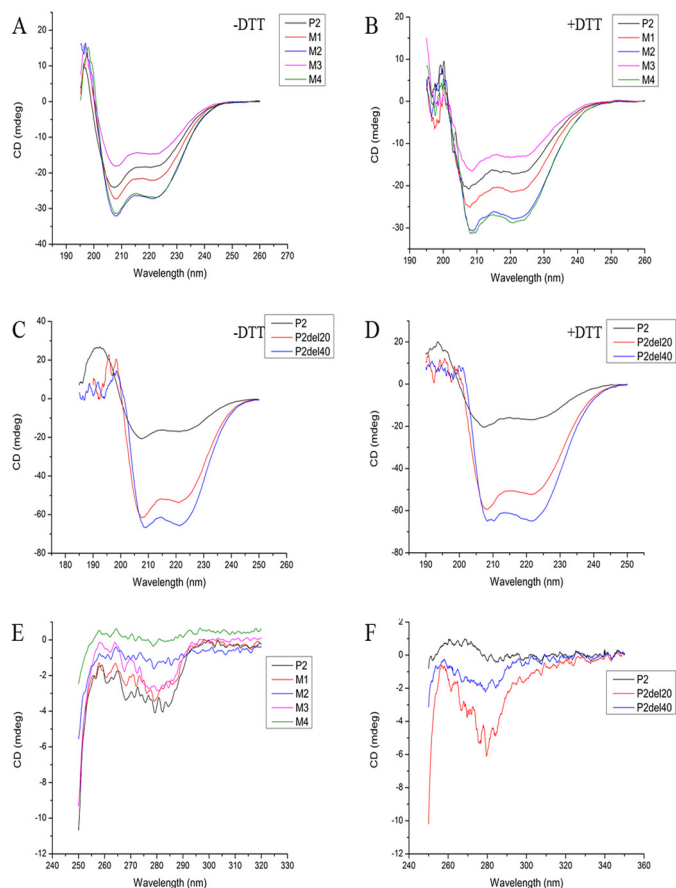 A
-DTT
P2
M1
M2
M3
M4
CD (mdeg)
20
10
0
-10
-20
-30
40
190 200 210 220 230 240 250 260 270
Wavelength (nm)
B
+DTT
P2
M1
M2
M3
M4
CD (mdeg)
20
10
0
-10
-20
-30
190 200 210 220 230 240 250 260
Wavelength (nm)
C
-DTT
P2
P2del20
P2del40
CD (mdeg)
40
20
0
-20
-40
-60
-80
180 190 200 210 220 230 240 250 260
Wavelength (nm)
D
+DTT
P2
P2del20
P2del40
CD (mdeg)
40
20
0
-20
-40
-60
-80
190 200 210 220 230 240 250
Wavelength (nm)
E
P2
M1
M2
M3
M4
CD (mdeg)
0
-2
-4
-6
-8
-10
-12
240 250 260 270 280 290 300 310 320 330
Wavelength (nm)
F
P2
P2del20
P2del40
CD (mdeg)
2
0
-2
-4
-6
-8
-10
-12
240 250 260 270 280 290 300 310 320 330 340 350 360
Wavelength (nm)